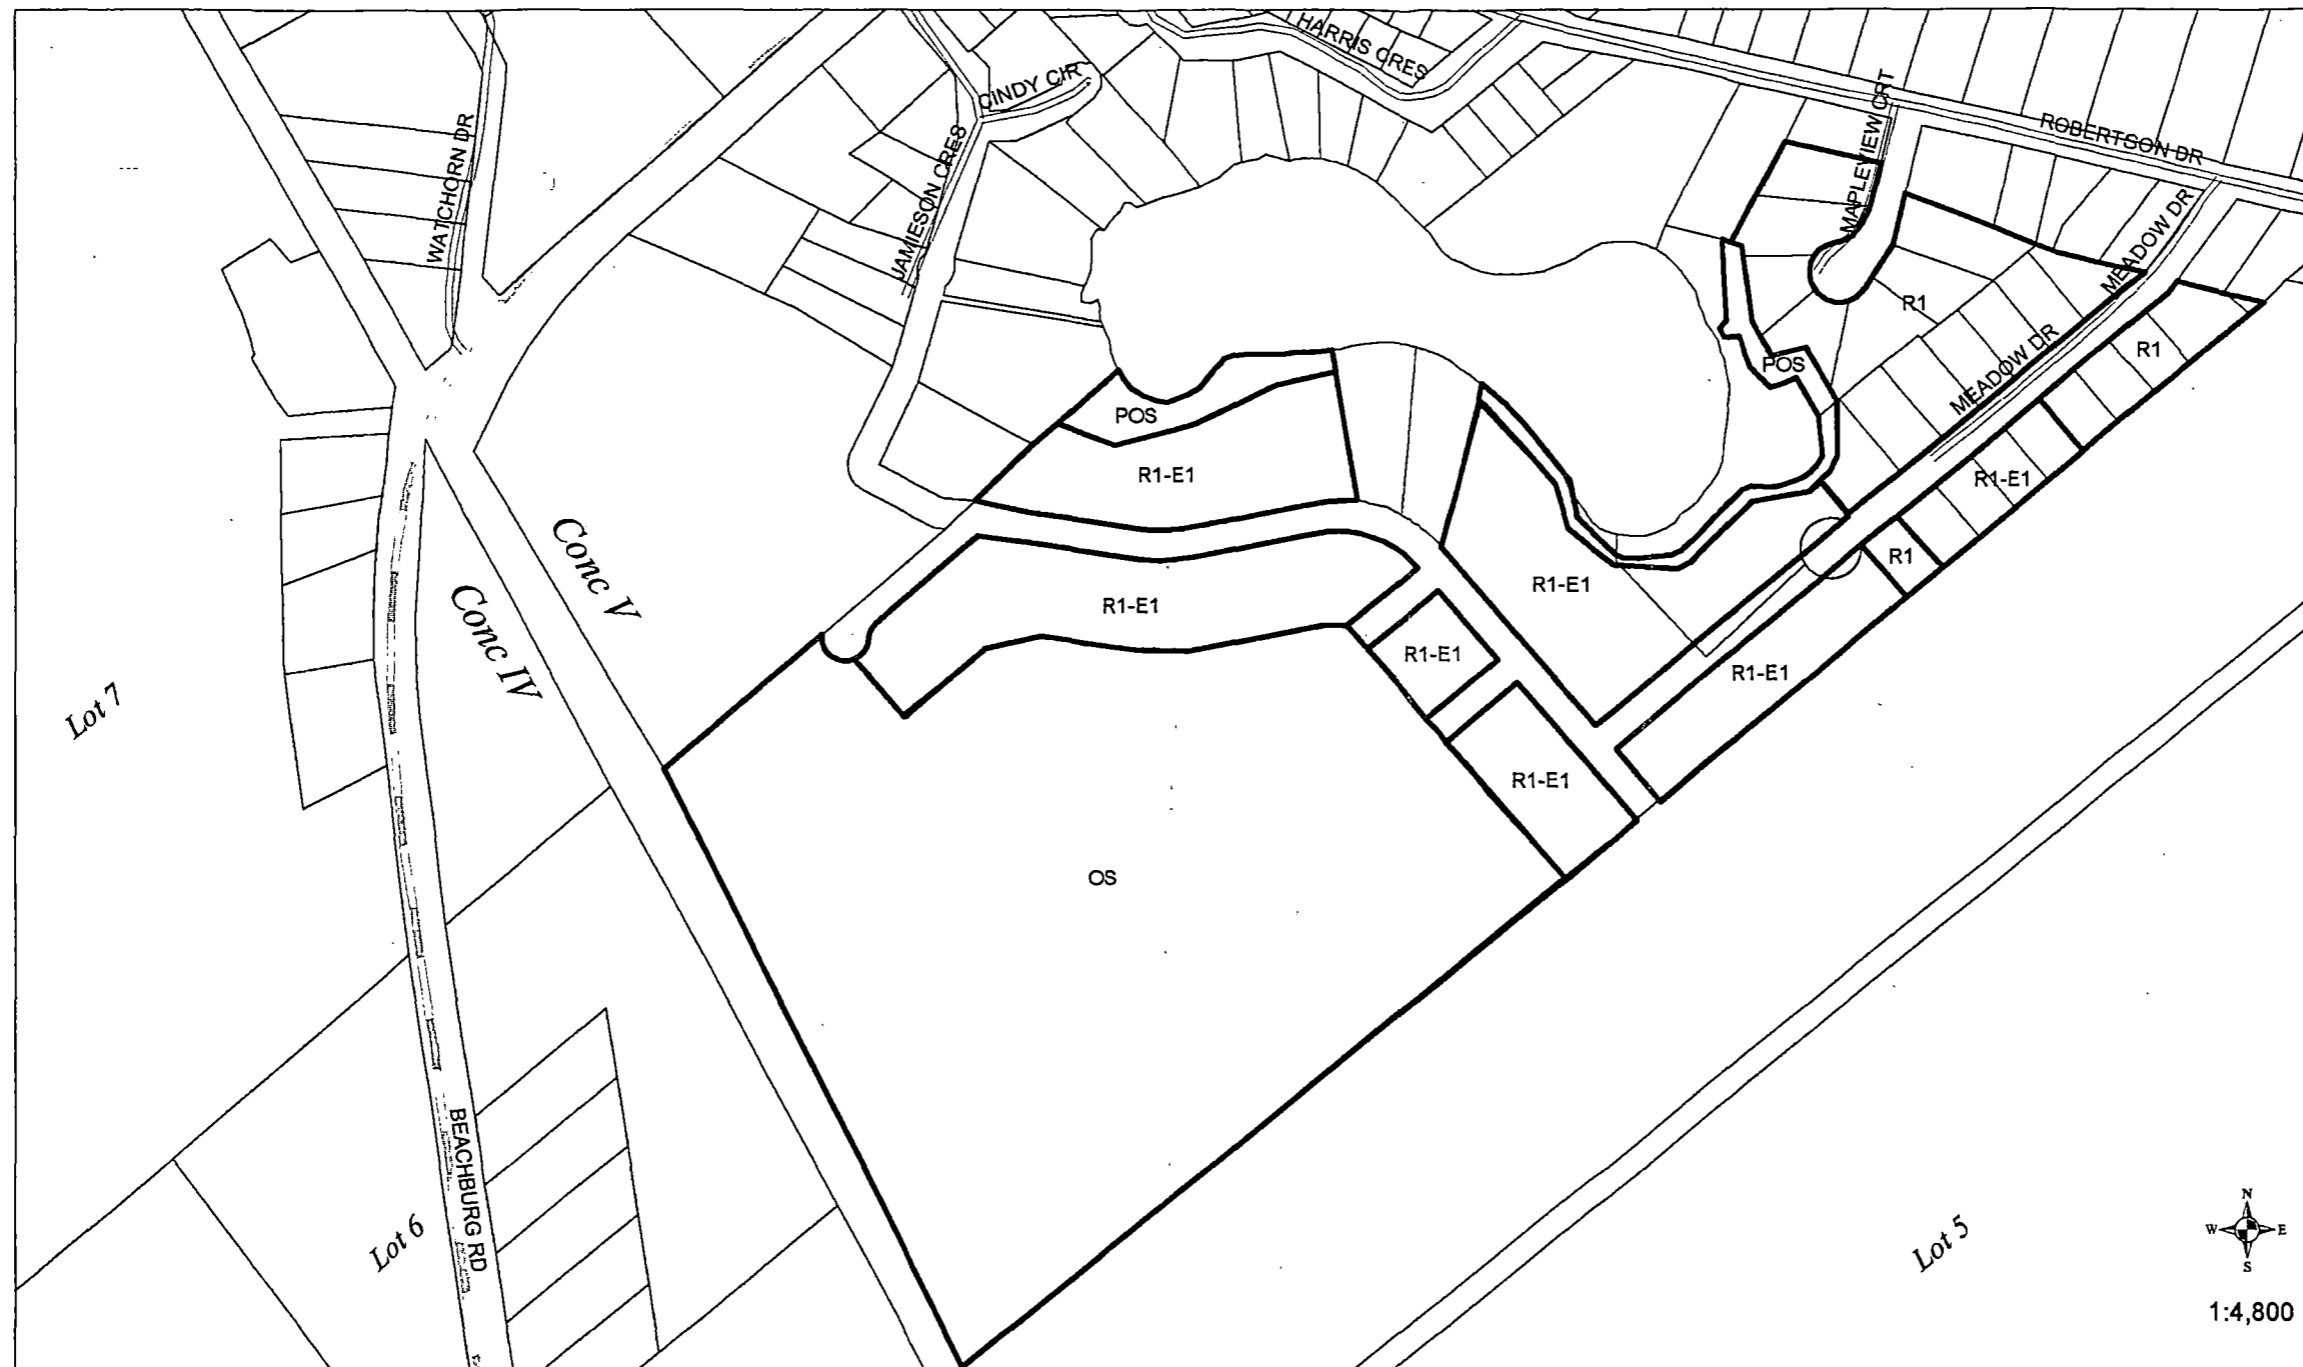 HARRIS CRES
CINDY CIR
MAPLEVIEW CRT
ROBERTSON DR
WATCHORN DR
JAMIESON CRES
MEADOW DR
R1
MEADOW DR
R1
POS
POS
R1-E1
R1-E1
Conc V
R1
R1-E1
R1-E1
Conc IV
R1-E1
R1-E1
Lot 7
R1-E1
OS
BEACHBURG RD
Lot 6
Lot 5
N
W
E
S
1:4,800